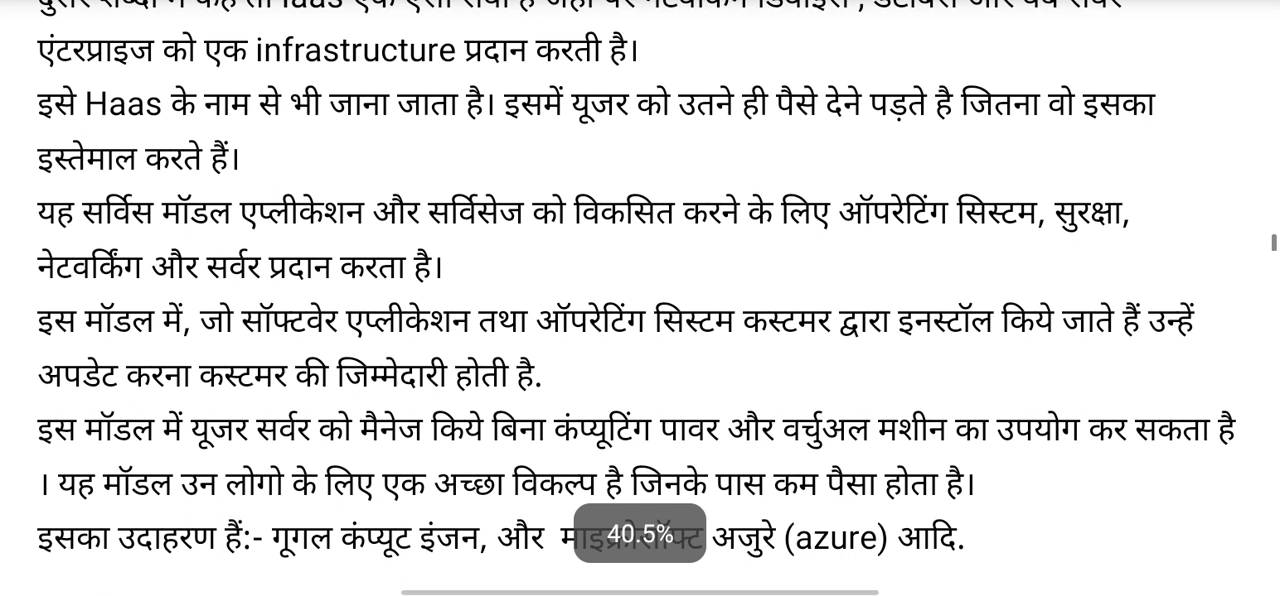 एंटरप्राइज को एक infrastructure प्रदान करती है।
इसे Haas के नाम से भी जाना जाता है। इसमें यूजर को उतने ही पैसे देने पड़ते है जितना वो इसका
इस्तेमाल करते हैं।
यह सर्विस मॉडल एप्लीकेशन और सर्विसेज को विकसित करने के लिए ऑपरेटिंग सिस्टम, सुरक्षा,
नेटवर्किंग और सर्वर प्रदान करता है।
इस मॉडल में, जो सॉफ्टवेर एप्लीकेशन तथा ऑपरेटिंग सिस्टम कस्टमर द्वारा इनस्टॉल किये जाते हैं उन्हें
अपडेट करना कस्टमर की जिम्मेदारी होती है.
इस मॉडल में यूजर सर्वर को मैनेज किये बिना कंप्यूटिंग पावर और वर्चुअल मशीन का उपयोग कर सकता है
। यह मॉडल उन लोगो के लिए एक अच्छा विकल्प है जिनके पास कम पैसा होता है।
इसका उदाहरण हैं:- गूगल कंप्यूट इंजन, और माइक्रोसॉफ्ट अजुरे (azure) आदि.
40.5%